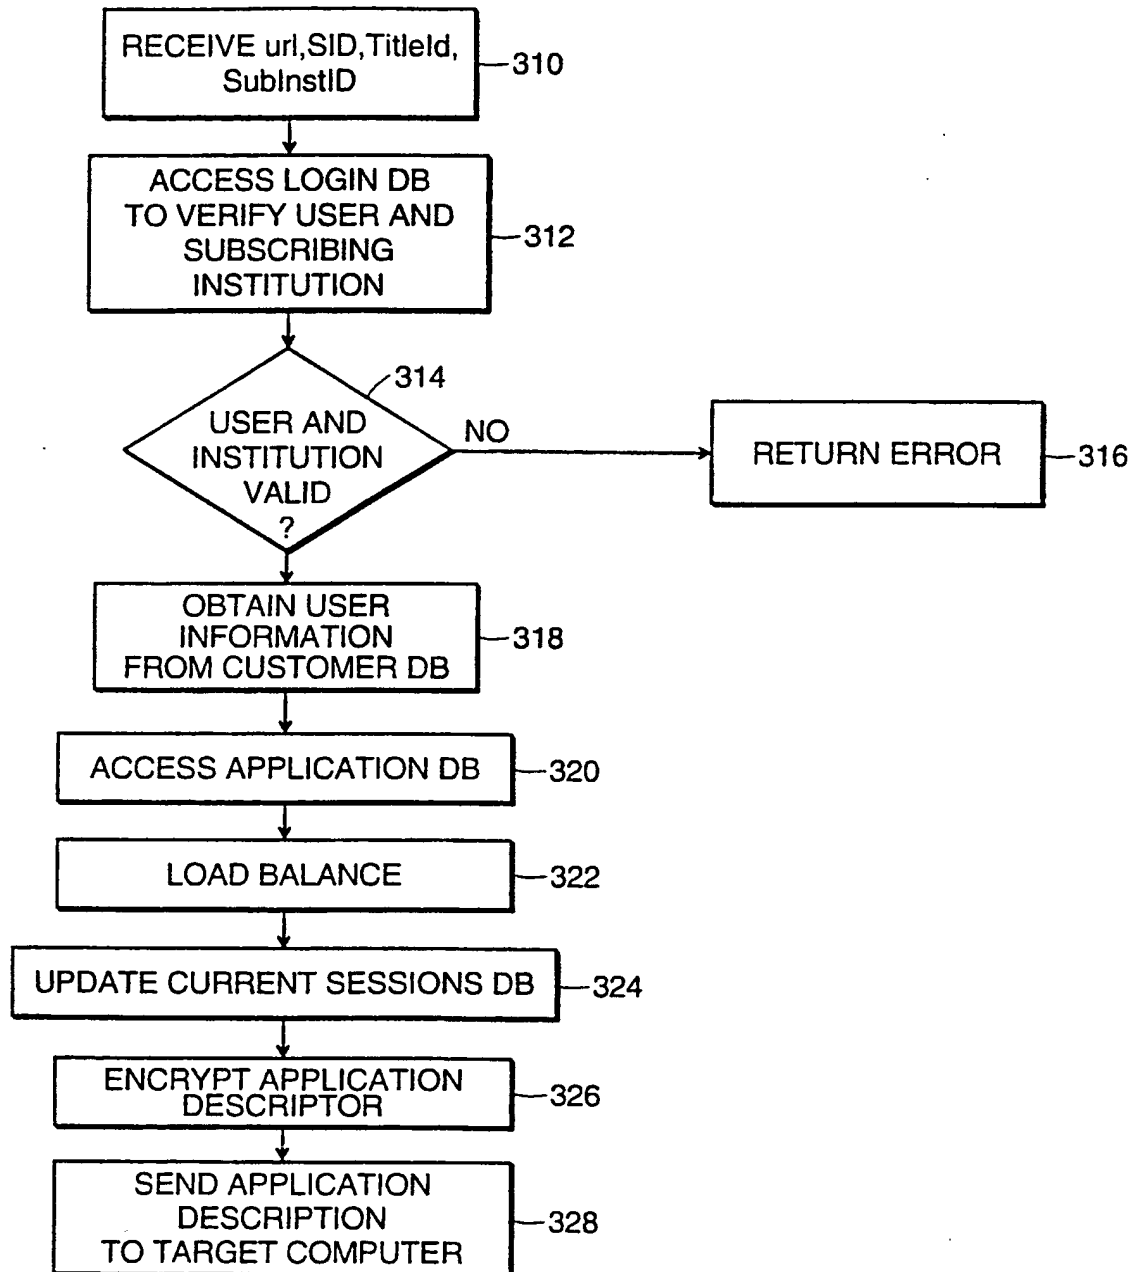 RECEIVE url,SID,TitleId,
SubInstID
310
ACCESS LOGIN DB
TO VERIFY USER AND
SUBSCRIBING
INSTITUTION
312
314
USER AND
INSTITUTION
VALID
?
NO
RETURN ERROR
316
OBTAIN USER
INFORMATION
FROM CUSTOMER DB
318
ACCESS APPLICATION DB
320
LOAD BALANCE
322
UPDATE CURRENT SESSIONS DB
324
ENCRYPT APPLICATION
DESCRIPTOR
326
SEND APPLICATION
DESCRIPTION
TO TARGET COMPUTER
328